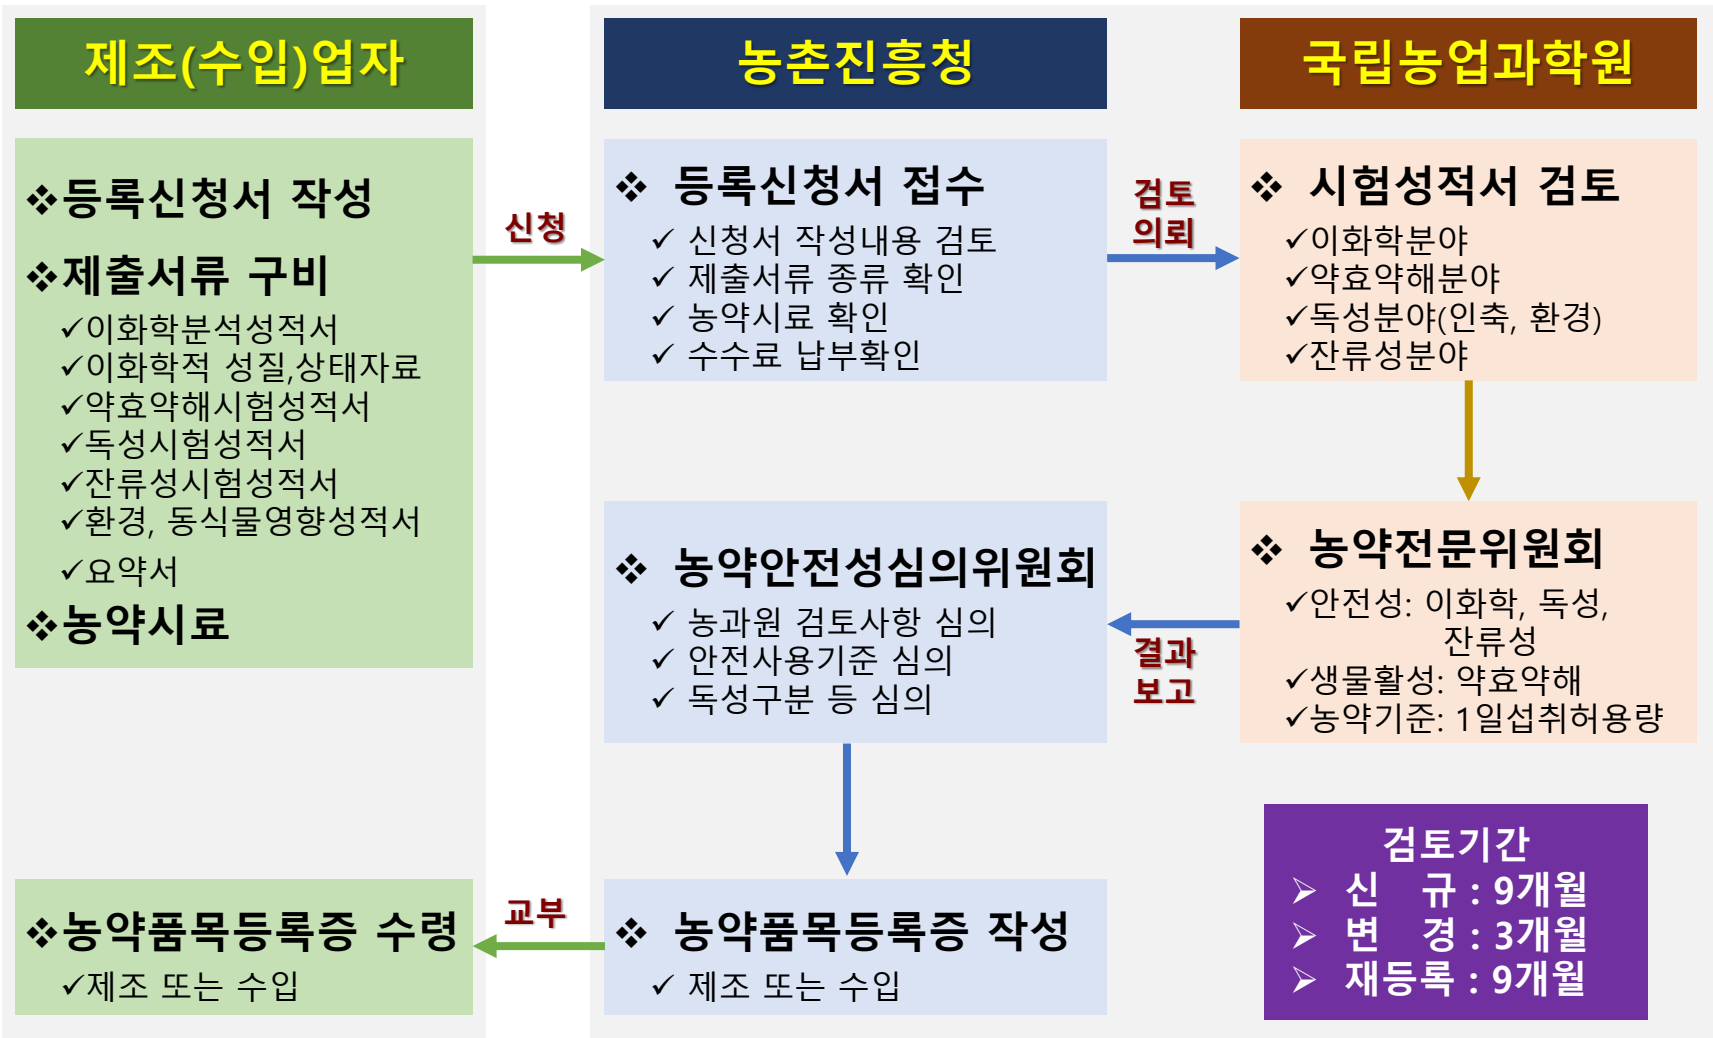 제조(수입)업자
❖등록신청서 작성
❖제출서류 구비
✓이화학분석성적서
✓이화학적 성질,상태자료
✓약효약해시험성적서
✓독성시험성적서
✓잔류성시험성적서
✓환경, 동식물영향성적서
✓요약서
❖농약시료
신청
농촌진흥청
❖ 등록신청서 접수
✓ 신청서 작성내용 검토
✓ 제출서류 종류 확인
✓ 농약시료 확인
✓ 수수료 납부확인
검토
의뢰
국립농업과학원
❖ 시험성적서 검토
✓이화학분야
✓약효약해분야
✓독성분야(인축, 환경)
✓잔류성분야
❖ 농약전문위원회
✓안전성: 이화학, 독성,
잔류성
✓생물활성: 약효약해
✓농약기준: 1일섭취허용량
결과
보고
❖ 농약안전성심의위원회
✓ 농과원 검토사항 심의
✓ 안전사용기준 심의
✓ 독성구분 등 심의
❖ 농약품목등록증 작성
✓ 제조 또는 수입
교부
❖농약품목등록증 수령
✓제조 또는 수입
검토기간
➢ 신 규 : 9개월
➢ 변 경 : 3개월
➢ 재등록 : 9개월